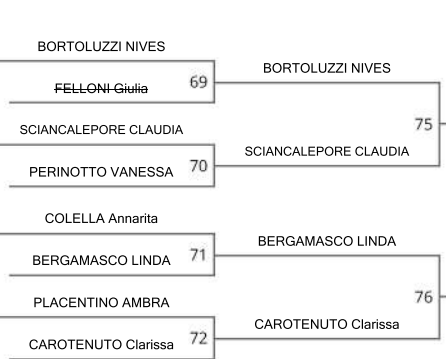 BORTOLUZZI NIVES
FELLONI Giulia
69
BORTOLUZZI NIVES
SCIANCALEPORE CLAUDIA
PERINOTTO VANESSA
70
SCIANCALEPORE CLAUDIA
75
COLELLA Annarita
BERGAMASCO LINDA
71
BERGAMASCO LINDA
PLACENTINO AMBRA
CAROTENUTO Clarissa
72
CAROTENUTO Clarissa
76